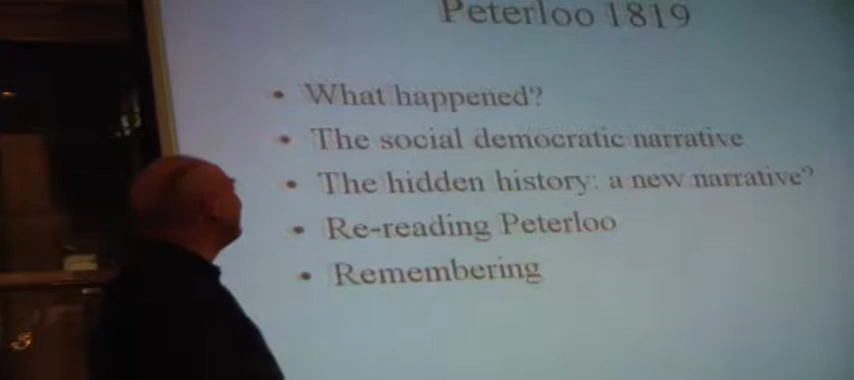 Peterloo 1819
• What happened?
• The social democratic narrative
• The hidden history: a new narrative?
• Re-reading Peterloo
• Remembering